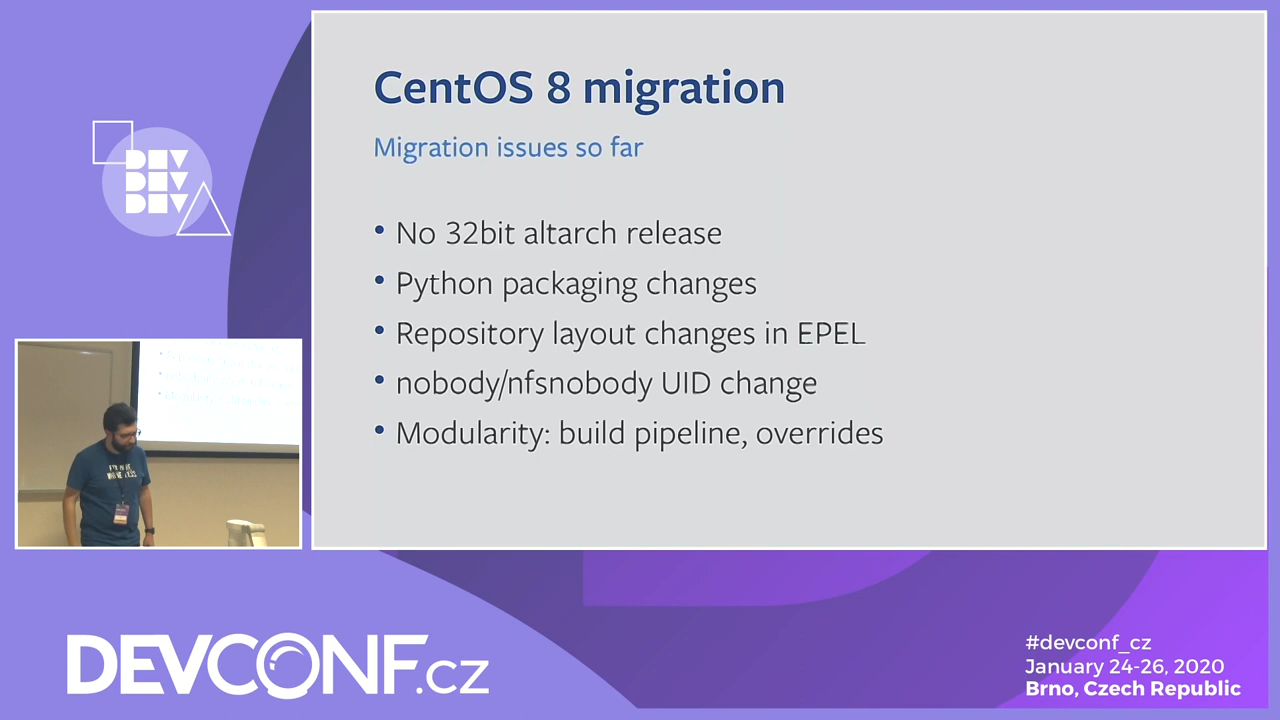 CentOS 8 migration
Migration issues so far
• No 32bit altarch release
• Python packaging changes
• Repository layout changes in EPEL
• nobody/nfsnobody UID change
• Modularity: build pipeline, overrides
DEV
DEV
DEV
DEVCONF.cz
#devconf_cz
January 24-26, 2020
Brno, Czech Republic